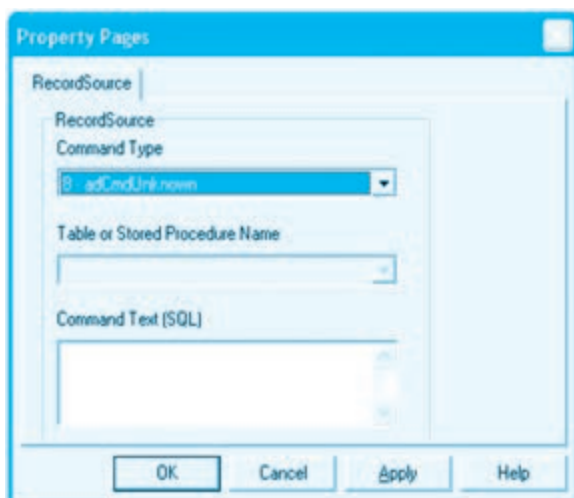 Property Pages
RecordSource
RecordSource
Command Type
8 - adCmdUnknown
Table or Stored Procedure Name
Command Text (SQL)
OK Cancel Apply Help